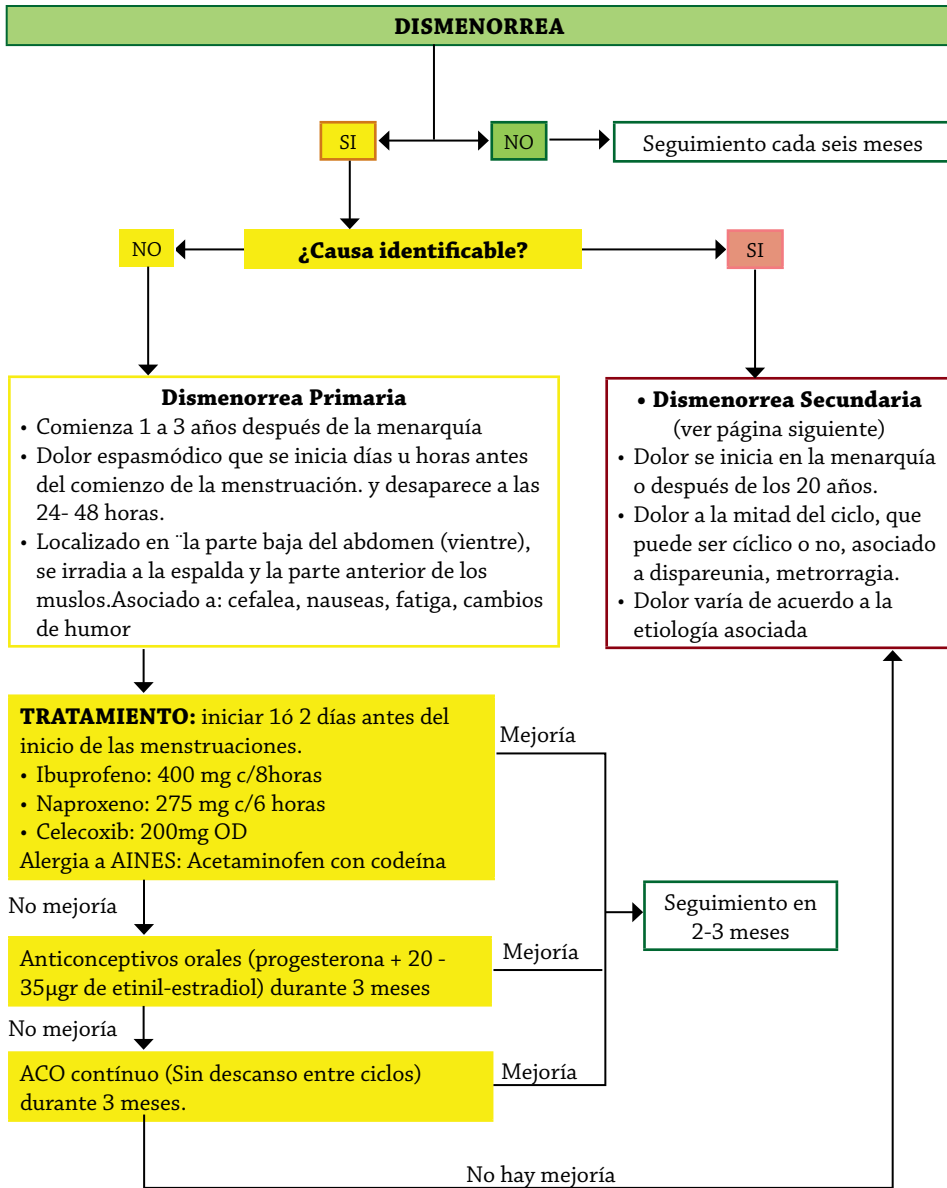 DISMENORREA
SI
NO
Seguimiento cada seis meses
NO
¿Causa identificable?
SI
Dismenorrea Primaria
• Comienza 1 a 3 años después de la menarquía
• Dolor espasmódico que se inicia días u horas antes
del comienzo de la menstruación. y desaparece a las
24- 48 horas.
• Localizado en ¨la parte baja del abdomen (vientre),
se irradia a la espalda y la parte anterior de los
muslos.Asociado a: cefalea, nauseas, fatiga, cambios
de humor
• Dismenorrea Secundaria
(ver página siguiente)
• Dolor se inicia en la menarquía
o después de los 20 años.
• Dolor a la mitad del ciclo, que
puede ser cíclico o no, asociado
a dispareunia, metrorragia.
• Dolor varía de acuerdo a la
etiología asociada
TRATAMIENTO: iniciar 1ó 2 días antes del
inicio de las menstruaciones.
• Ibuprofeno: 400 mg c/8horas
• Naproxeno: 275 mg c/6 horas
• Celecoxib: 200mg OD
Alergia a AINES: Acetaminofen con codeína
Mejoría
No mejoría
Seguimiento en
2-3 meses
Anticonceptivos orales (progesterona + 20 -
35µgr de etinil-estradiol) durante 3 meses
Mejoría
No mejoría
ACO contínuo (Sin descanso entre ciclos)
durante 3 meses.
Mejoría
No hay mejoría